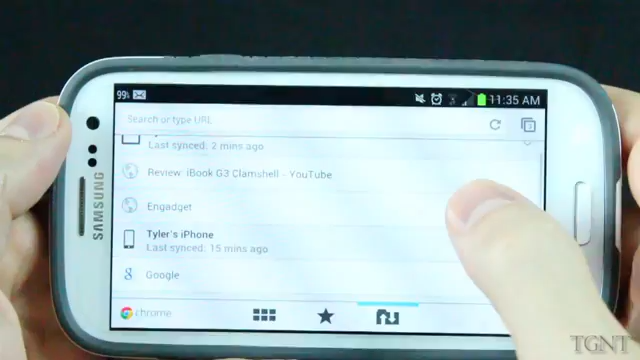 99%
11:35 AM
Search or type URL
Last synced: 2 mins ago
Review: iBook G3 Clamshell - YouTube
Engadget
Tyler's iPhone
Last synced: 15 mins ago
8 Google
chrome
SAMSUNG
TGNT